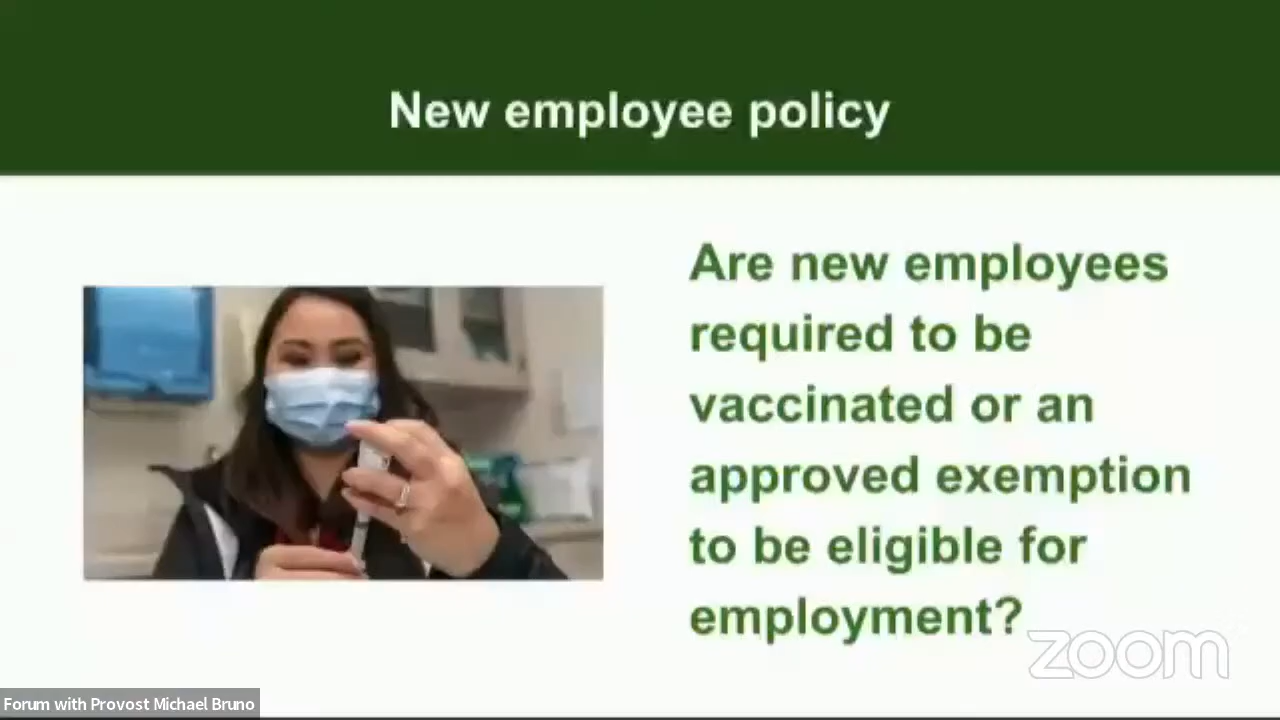 New employee policy
Are new employees
required to be
vaccinated or an
approved exemption
to be eligible for
employment?
zoom
Forum with Provost Michael Bruno